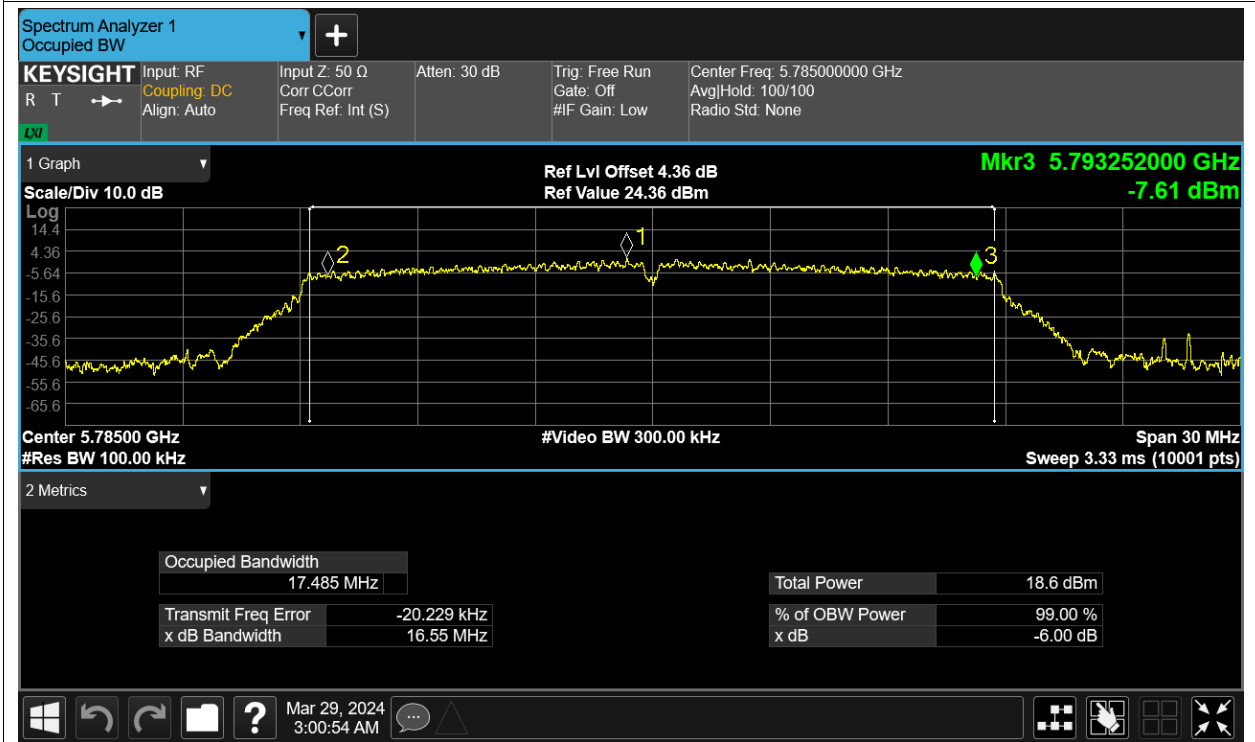 Spectrum Analyzer 1
Occupied BW
KEYSIGHT
R T
LXI
Input: RF
Coupling: DC
Align: Auto
Input Z: 50 Ω
Corr CCorr
Freq Ref: Int (S)
Atten: 30 dB
Trig: Free Run
Gate: Off
#IF Gain: Low
Center Freq: 5.785000000 GHz
Avg|Hold: 100/100
Radio Std: None
1 Graph
Scale/Div 10.0 dB
Ref Lvl Offset 4.36 dB
Ref Value 24.36 dBm
Mkr3 5.793252000 GHz
-7.61 dBm
Log
14.4
4.36
-5.64
-15.6
-25.6
-35.6
-45.6
-55.6
-65.6
2
1
3
Center 5.78500 GHz
#Video BW 300.00 kHz
Span 30 MHz
#Res BW 100.00 kHz
Sweep 3.33 ms (10001 pts)
2 Metrics
Occupied Bandwidth
17.485 MHz
Transmit Freq Error -20.229 kHz
x dB Bandwidth 16.55 MHz
Total Power 18.6 dBm
% of OBW Power 99.00 %
x dB -6.00 dB
?
Mar 29, 2024
3:00:54 AM